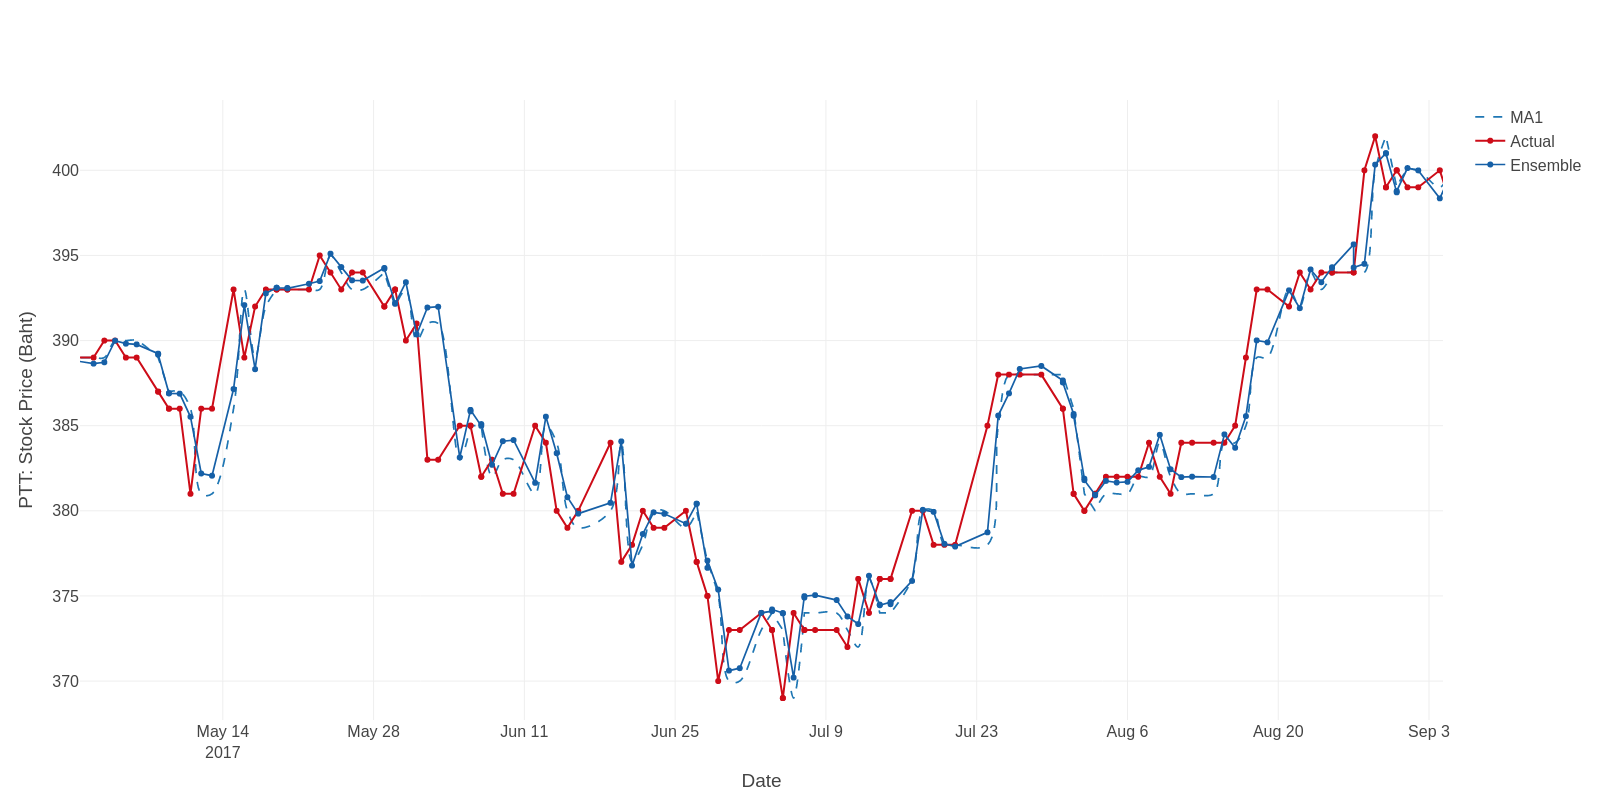 MA1
Actual
Ensemble
PTT: Stock Price (Baht)
400
395
390
385
380
375
370
May 14
2017
May 28
Jun 11
Jun 25
Jul 9
Jul 23
Aug 6
Aug 20
Sep 3
Date